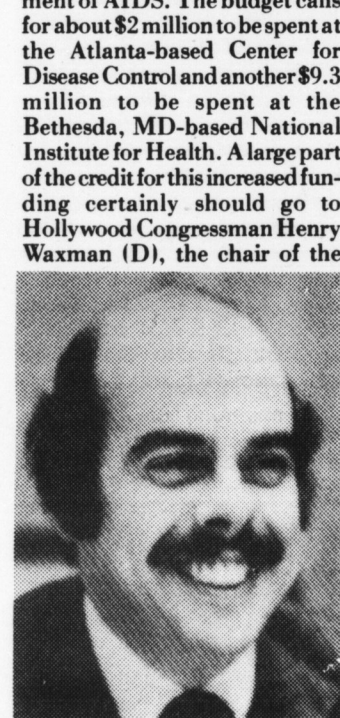 ment of AIDS. The budget calls
for about $2 million to be spent at
the Atlanta-based Center for
Disease Control and another $9.3
million to be spent at the
Bethesda, MD-based National
Institute for Health. A large part
of the credit for this increased fun-
ding certainly should go to
Hollywood Congressman Henry
Waxman (D), the chair of the